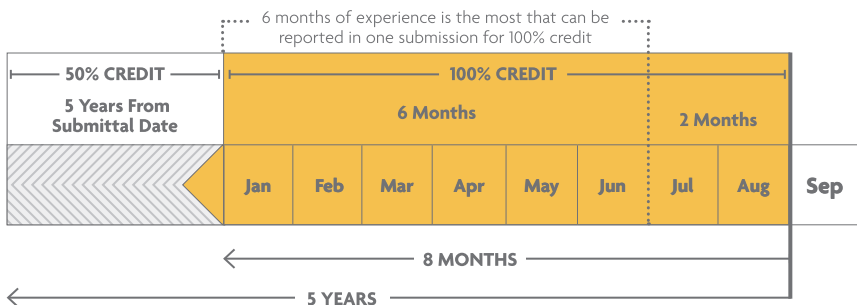 6 months of experience is the most that can be
reported in one submission for 100% credit
50% CREDIT
100% CREDIT
5 Years From
Submittal Date
6 Months
2 Months
Jan Feb Mar Apr May Jun Jul Aug Sep
8 MONTHS
5 YEARS